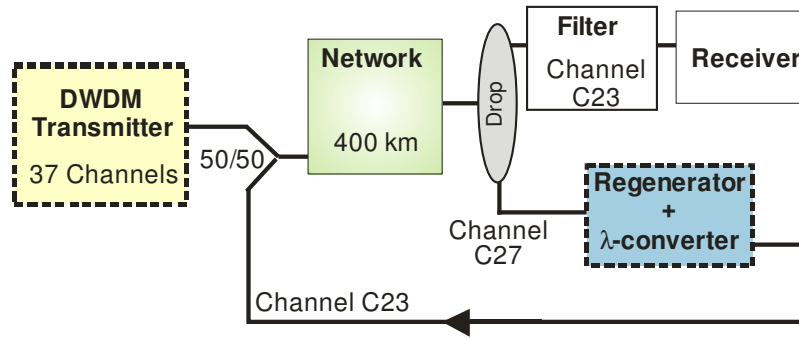 DWDM
Transmitter
37 Channels
50/50
Network
400 km
Drop
Filter
Channel
C23
Receiver
Channel
C27
Regenerator
+
λ-converter
Channel C23